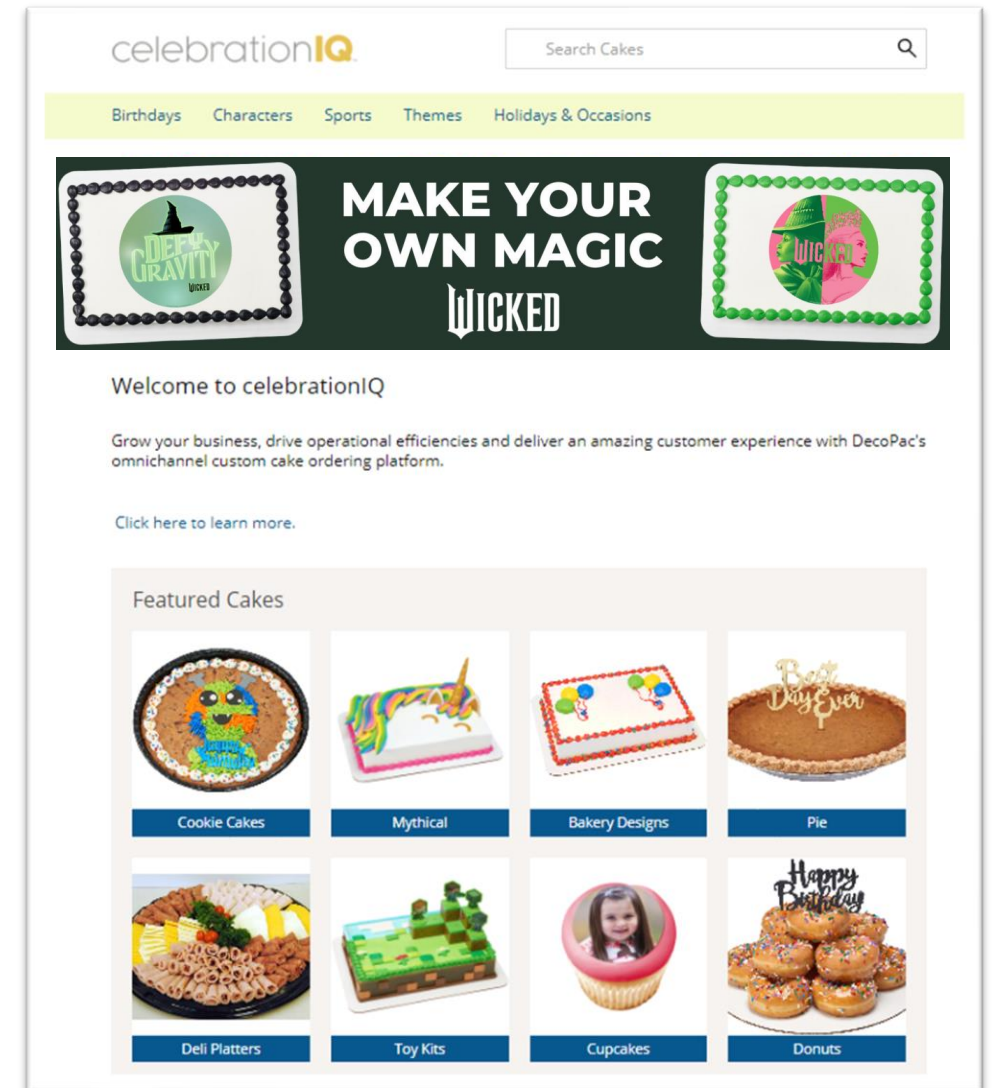 celebrationIQ
Search Cakes
Birthdays Characters Sports Themes Holidays & Occasions
DEFY
GRAVITY
WICKED
MAKE YOUR
OWN MAGIC
WICKED
WICKED
Welcome to celebrationIQ
Grow your business, drive operational efficiencies and deliver an amazing customer experience with DecoPac's
omnichannel custom cake ordering platform.
Click here to learn more.
Featured Cakes
Happy
Birthday
Best
Day Ever
Cookie Cakes Mythical Bakery Designs Pie
Happy
Birthday
Deli Platters Toy Kits Cupcakes Donuts